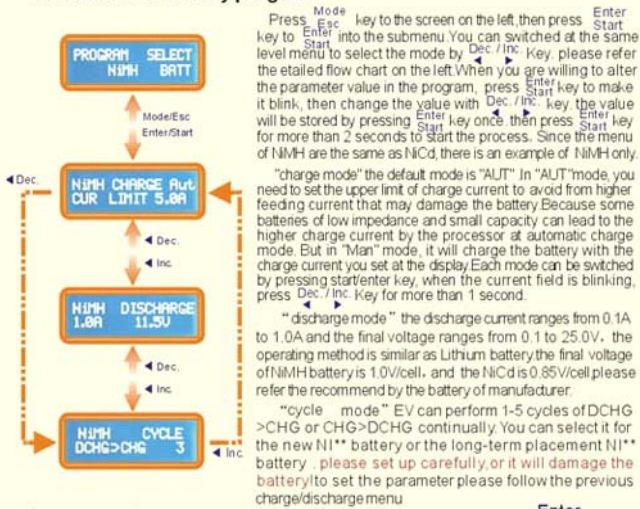 PROGRAM SELECT
NiMH BATT
Mode/Esc
Enter/Start
◄ Dec.
NiMH CHARGE Aut
CUR LIMIT 5.0A
◄ Dec.
◄ Inc.
NiMH DISCHARGE
1.0A 11.5V
◄ Dec.
◄ Inc.
NiMH CYCLE
DCHG>CHG 3
◄ Inc
Press Mode Esc key to the screen on the left,then press Enter
key to Enter Start into the submenu.You can switched at the same Start
level menu to select the mode by Dec. / Inc. Key. please refer
the etailed flow chart on the left.When you are willing to alter
the parameter value in the program, press Enter Start key to make
it blink, then change the value with Dec. / Inc. key. the value
will be stored by pressing Enter Start key once .then press Enter Start key
for more than 2 seconds to start the process. Since the menu
of NiMH are the same as NiCd, there is an example of NiMH only.
"charge mode" the default mode is "AUT" .In "AUT"mode, you
need to set the upper limit of charge current to avoid from higher
feeding current that may damage the battery.Because some
batteries of low impedance and small capacity can lead to the
higher charge current by the processor at automatic charge
mode. But in "Man" mode, it will charge the battery with the
charge current you set at the display.Each mode can be switched
by pressing start/enter key, when the current field is blinking,
press Dec. / Inc. Key for more than 1 second.
"discharge mode" the discharge current ranges from 0.1A
to 1.0A and the final voltage ranges from 0.1 to 25.0V. the
operating method is similar as Lithium battery.the final voltage
of NiMH battery is 1.0V/cell. and the NiCd is 0.85V/cell.please
refer the recommend by the battery of manufacturer.
"cycle mode" EV can perform 1-5 cycles of DCHG
>CHG or CHG>DCHG continually. You can select it for
the new NI** battery or the long-term placement NI**
battery . please set up carefully,or it will damage the
battery!to set the parameter please follow the previous
charge/discharge menu
Enter